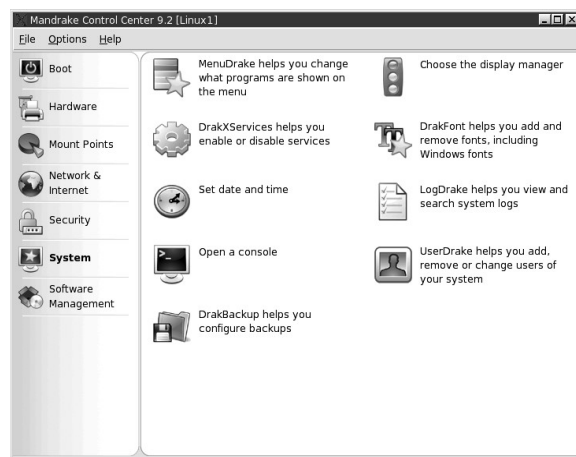 Mandrake Control Center 9.2 [Linux1]
File Options Help
Boot
Hardware
Mount Points
Network &
Internet
Security
System
Software
Management
MenuDrake helps you change
what programs are shown on
the menu
Choose the display manager
DrakXServices helps you
enable or disable services
DrakFont helps you add and
remove fonts, including
Windows fonts
Set date and time
LogDrake helps you view and
search system logs
Open a console
UserDrake helps you add,
remove or change users of
your system
DrakBackup helps you
configure backups